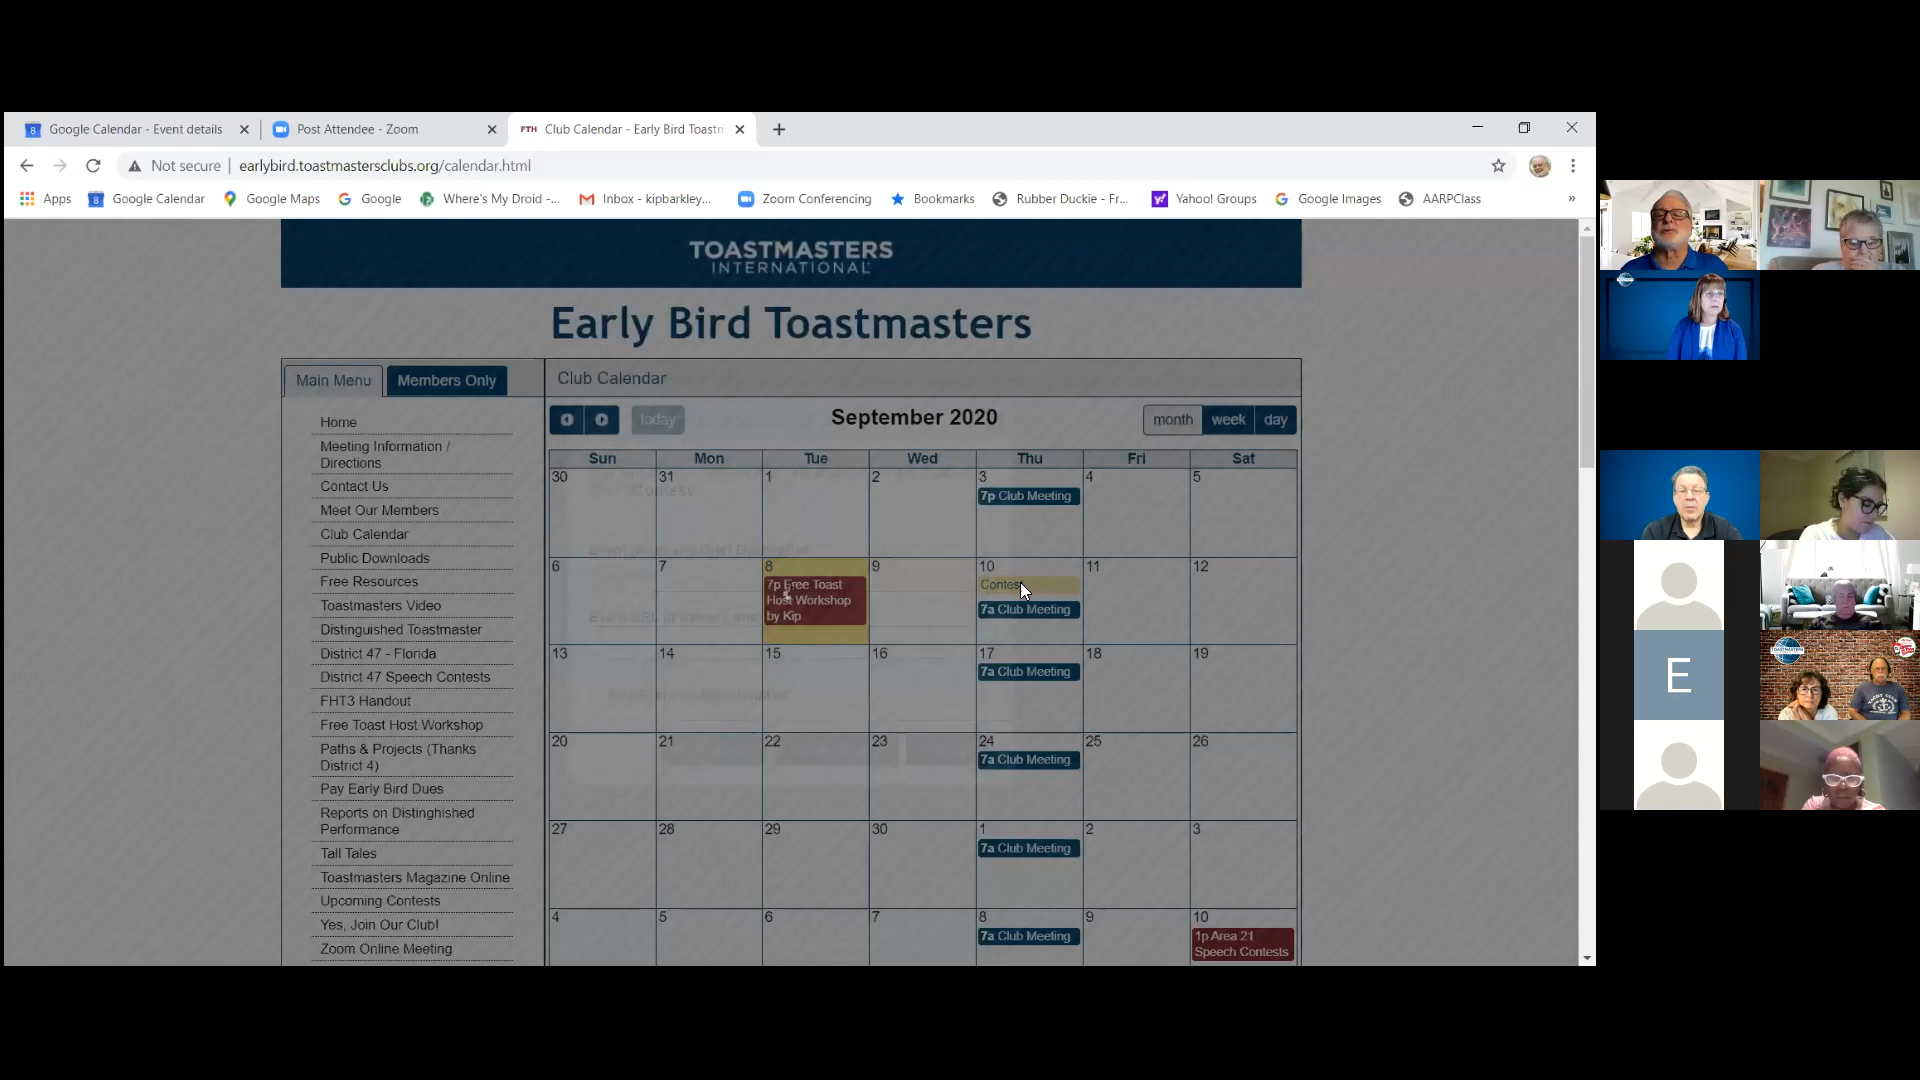 Google Calendar - Event details
Post Attendee - Zoom
FTH Club Calendar - Early Bird Toastm
Not secure
earlybird.toastmastersclubs.org/calendar.html
Apps
8 Google Calendar
Google Maps
Google
Where's My Droid -...
Inbox - kipbarkley...
Zoom Conferencing
Bookmarks
Rubber Duckie - Fr...
Yahoo! Groups
Google Images
AARPClass
»
TOASTMASTERS
INTERNATIONAL
Early Bird Toastmasters
Main Menu
Members Only
Home
Meeting Information /
Directions
Contact Us
Meet Our Members
Club Calendar
Public Downloads
Free Resources
Toastmasters Video
Distinguished Toastmaster
District 47 - Florida
District 47 Speech Contests
FHT3 Handout
Free Toast Host Workshop
Paths & Projects (Thanks
District 4)
Pay Early Bird Dues
Reports on Distinghished
Performance
Tall Tales
Toastmasters Magazine Online
Upcoming Contests
Yes, Join Our Club!
Zoom Online Meeting
Club Calendar
today
September 2020
month week day
Sun Mon Tue Wed Thu Fri Sat
30 31 1 2 3 4 5
7p Club Meeting
6 7 8 9 10 11 12
7p Free Toast
Host Workshop
by Kip
Contest
7a Club Meeting
13 14 15 16 17 18 19
7a Club Meeting
20 21 22 23 24 25 26
7a Club Meeting
27 28 29 30 1 2 3
7a Club Meeting
4 5 6 7 8 9 10
7a Club Meeting
1p Area 21
Speech Contests
E
TOASTMASTERS